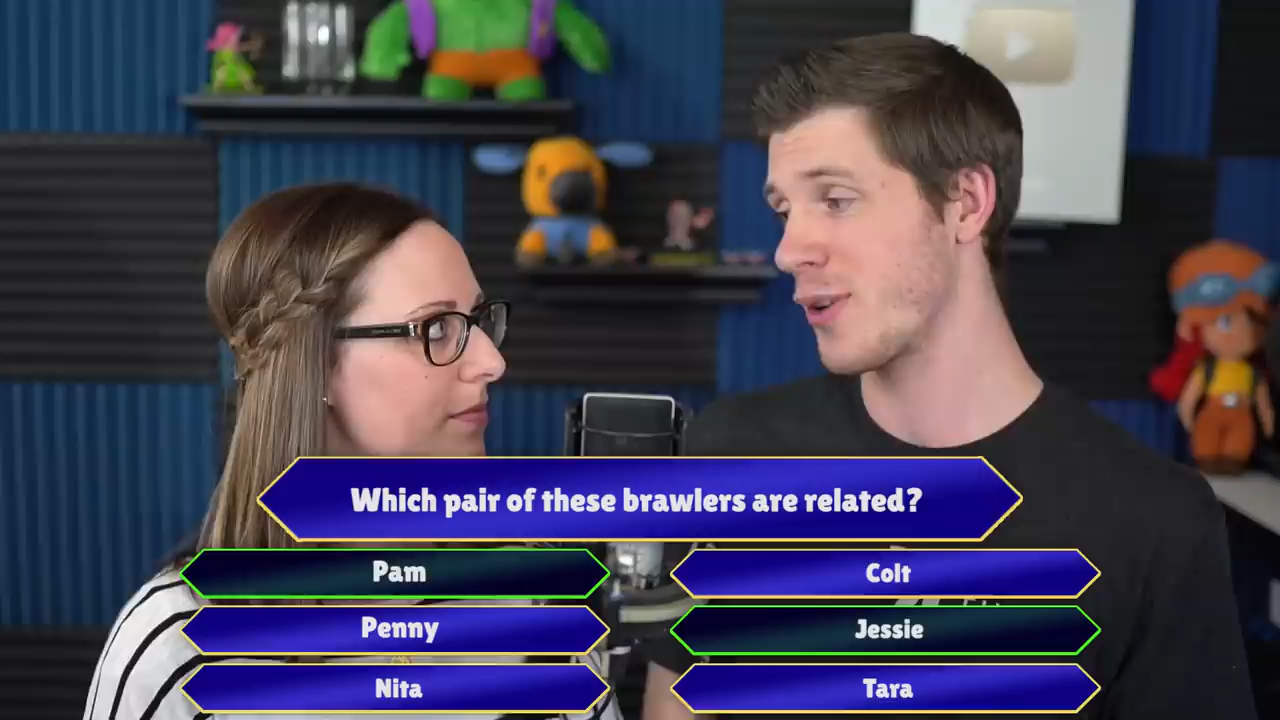 Which pair of these brawlers are related?
Pam
Colt
Penny
Jessie
Nita
Tara